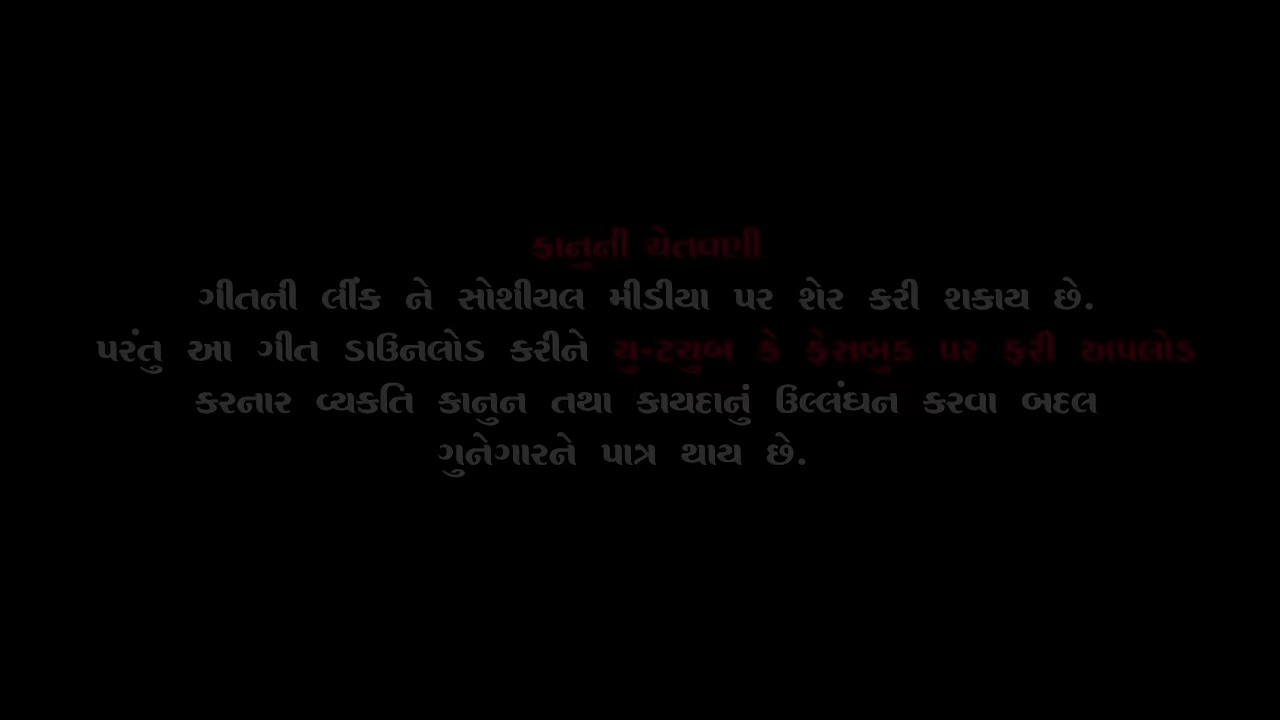 કાનુની ચેતવણી
ગીતની લીંક ને સોશીયલ મીડીયા પર શેર કરી શકાય છે.
પરંતુ આ ગીત ડાઉનલોડ કરીને યુ-ટયુબ કે ફેસબુક પર ફરી અપલોડ
કરનાર વ્યકતિ કાનુન તથા કાયદાનું ઉલ્લંઘન કરવા બદલ
ગુનેગારને પાત્ર થાય છે.